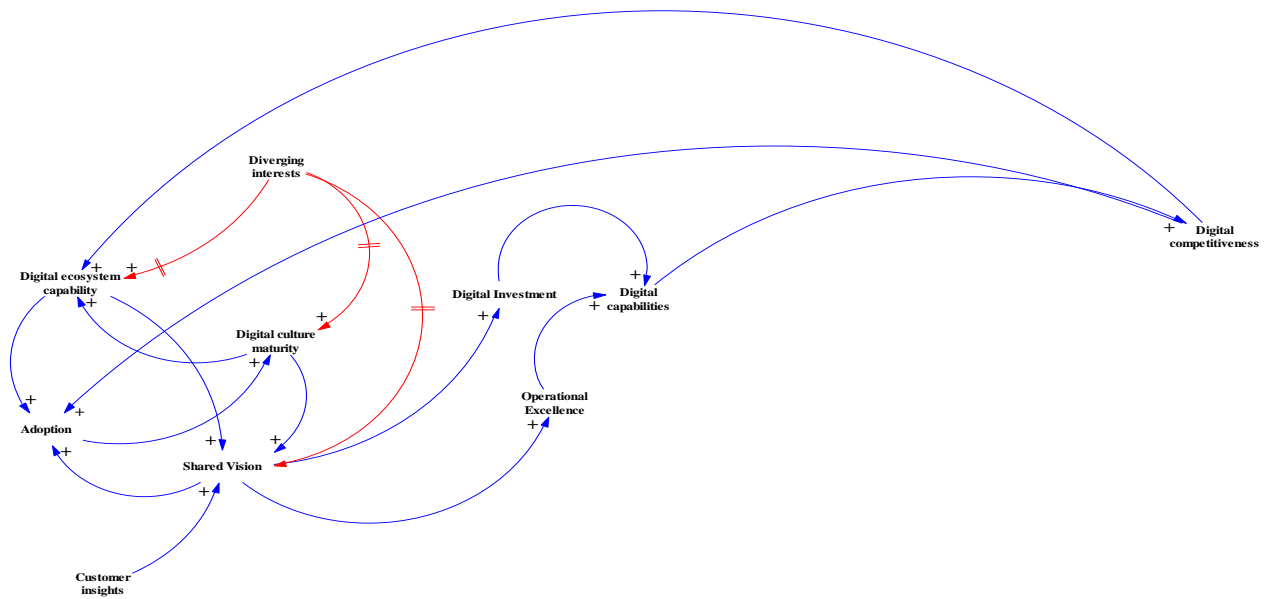 Diverging
interests
+
Digital
competitiveness
+ +
Digital ecosystem
capability
+
+
Digital Investment
+
Digital
capabilities
+
+
+
Digital culture
maturity
+
Operational
Excellence
+
+
+
Adoption
+
+
+
Shared Vision
+
Customer
insights